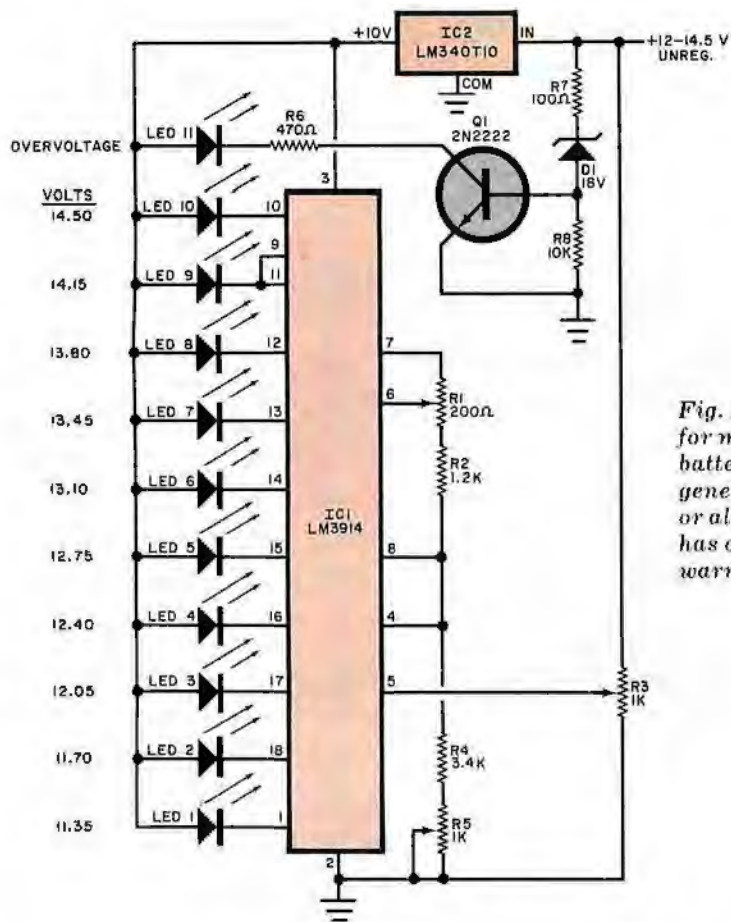 +10V
IC2
LM340T10
IN
COM
+12-14.5 V
UNREG.
R7
100Ω
D1
18V
R8
10K
Q1
2N2222
R6
470Ω
OVERVOLTAGE
LED 11
VOLTS
14.50
LED 10
10
3
9
14.15
LED 9
11
13.80
LED 8
12
7
13.45
LED 7
13
6
R1
200Ω
13.10
LED 6
14
R2
1.2K
IC1
LM3914
12.75
LED 5
15
8
12.40
LED 4
16
4
12.05
LED 3
17
5
R3
1K
11.70
LED 2
18
R4
3.4K
11.35
LED 1
1
R5
1K
2
Fig.
for m
batte
gene
or al
has o
warn